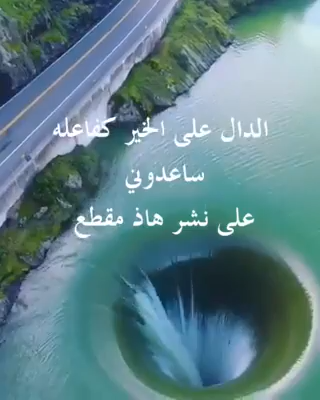 الدال على الخير كفاعله
ساعدوني
على نشر هاذ مقطع